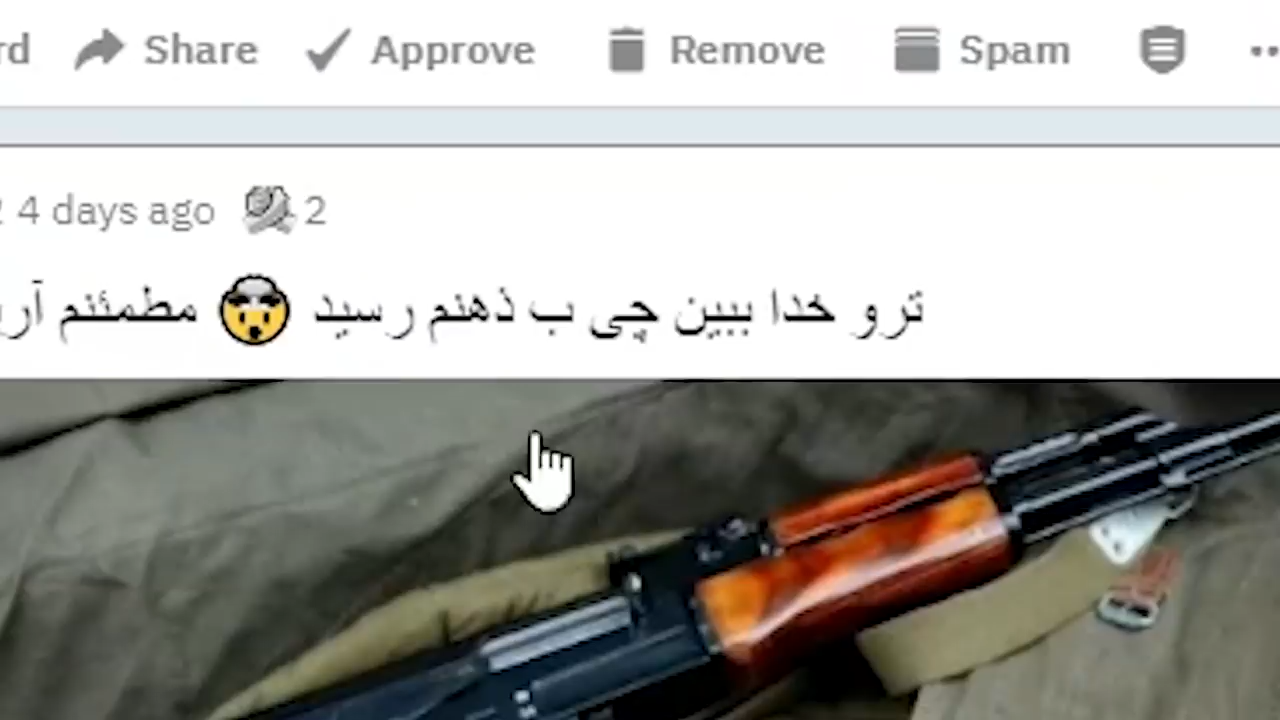 Share Approve Remove Spam
4 days ago 2
ترو خدا ببین چی ب ذهنم رسید 🤯 مطمئنم